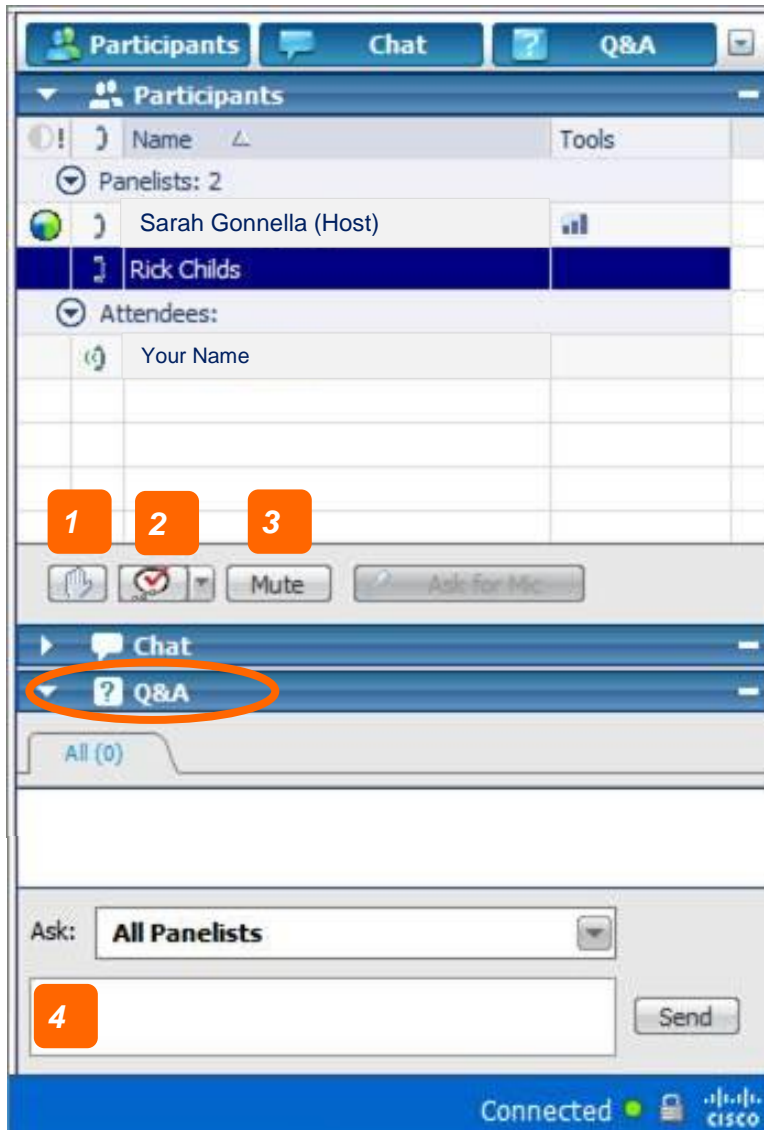 Participants Chat Q&A
Participants
! Name Tools
Panelists: 2
Sarah Gonnella (Host)
Rick Childs
Attendees:
Your Name
1 2 3
Mute Ask for Mic
Chat
? Q&A
All (0)
Ask: All Panelists
4
Send
Connected
CISCO